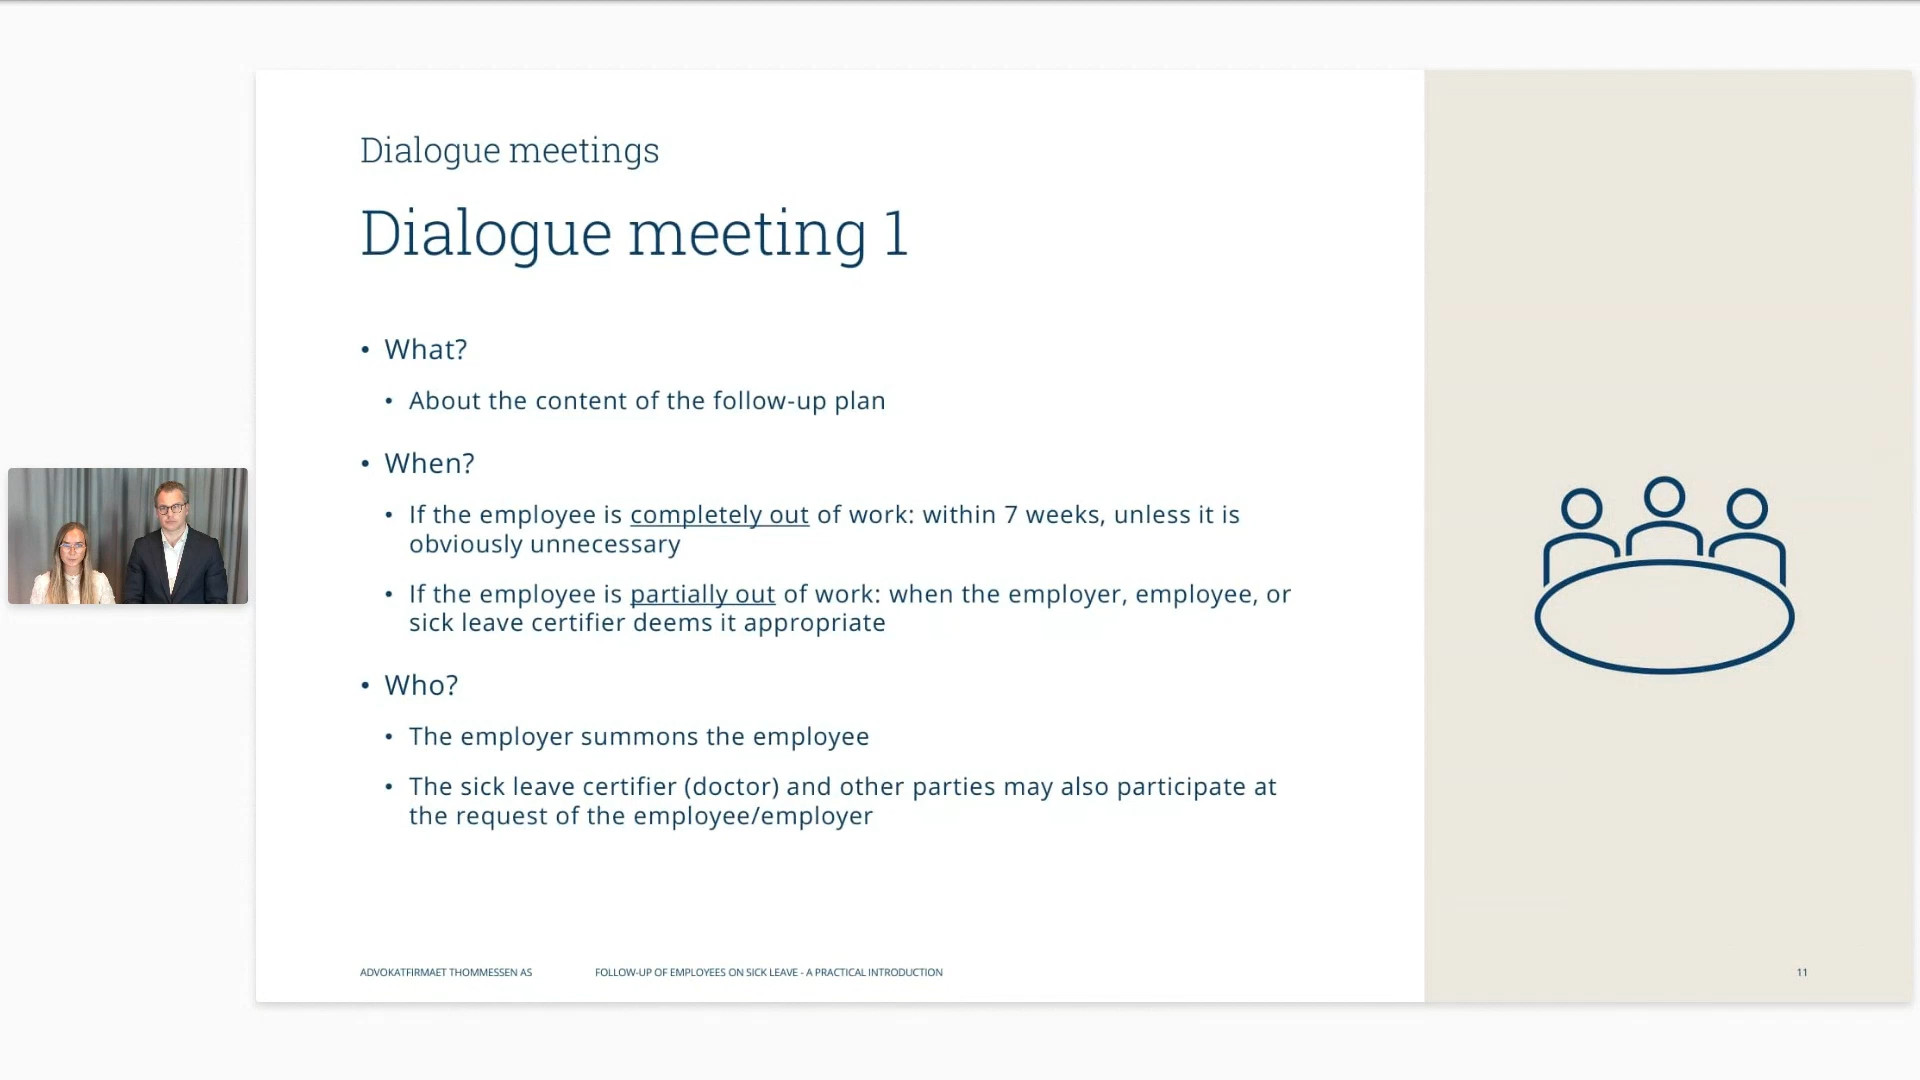 Dialogue meetings
Dialogue meeting 1
• What?
• About the content of the follow-up plan
• When?
• If the employee is completely out of work: within 7 weeks, unless it is
obviously unnecessary
• If the employee is partially out of work: when the employer, employee, or
sick leave certifier deems it appropriate
• Who?
• The employer summons the employee
• The sick leave certifier (doctor) and other parties may also participate at
the request of the employee/employer
ADVOKATFIRMAET THOMMESSEN AS
FOLLOW-UP OF EMPLOYEES ON SICK LEAVE - A PRACTICAL INTRODUCTION
11